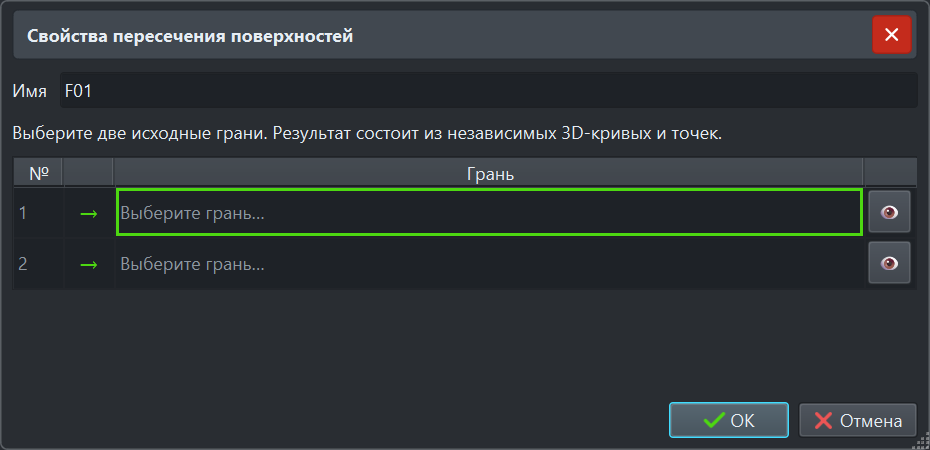 Свойства пересечения поверхностей
Имя F01
Выберите две исходные грани. Результат состоит из независимых 3D-кривых и точек.
№ Грань
1 → Выберите грань...
2 → Выберите грань...
OK Отмена